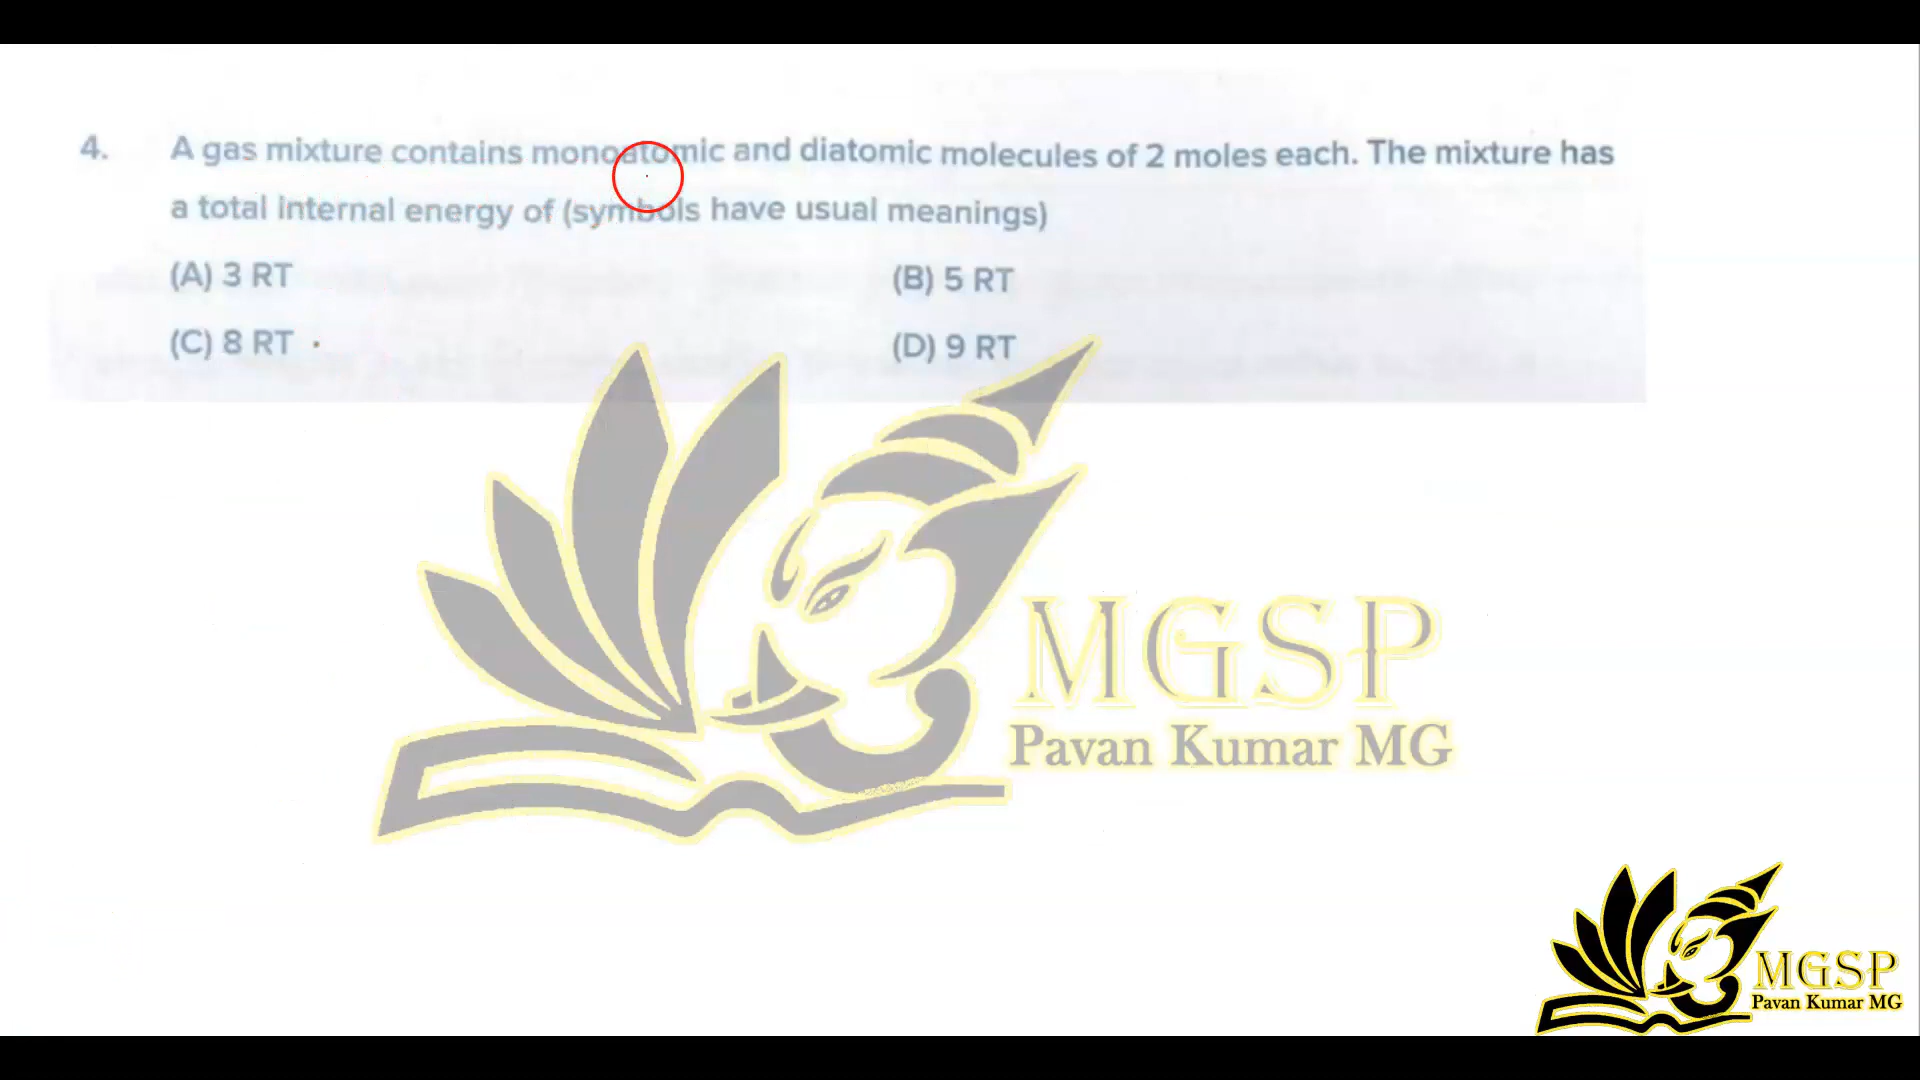 4. A gas mixture contains monoatomic and diatomic molecules of 2 moles each. The mixture has
a total internal energy of (symbols have usual meanings)
(A) 3 RT (B) 5 RT
(C) 8 RT (D) 9 RT
MGSP
Pavan Kumar MG
MGSP
Pavan Kumar MG